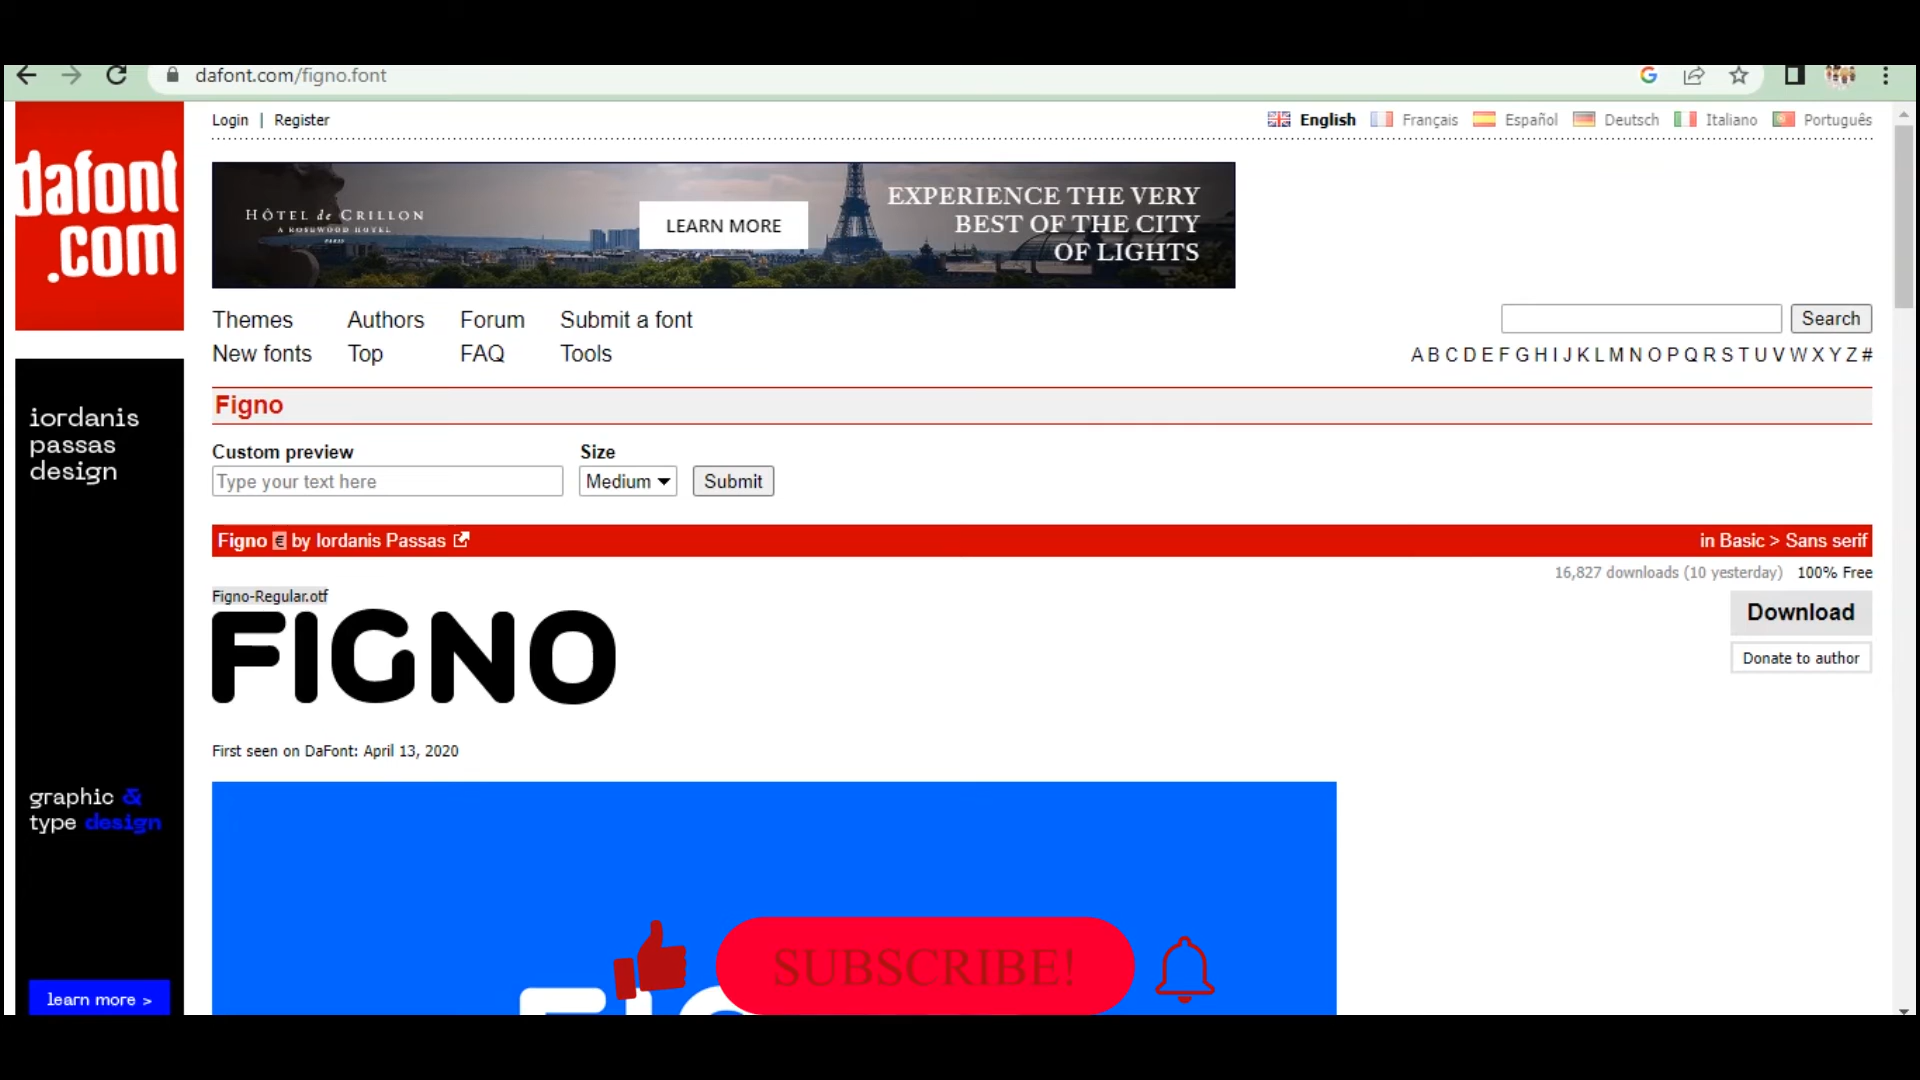 dafont.com/figno.font
dafont
.com
Login | Register
English Français Español Deutsch Italiano Português
HÔTEL de CRILLON
A ROSEWOOD HOTEL
PARIS
LEARN MORE
EXPERIENCE THE VERY
BEST OF THE CITY
OF LIGHTS
Themes Authors Forum Submit a font
New fonts Top FAQ Tools
Search
A B C D E F G H I J K L M N O P Q R S T U V W X Y Z #
iordanis
passas
design
graphic &
type design
learn more >
Figno
Custom preview Size
Type your text here Medium Submit
Figno € by Iordanis Passas in Basic > Sans serif
16,827 downloads (10 yesterday) 100% Free
Figno-Regular.otf
Download
FIGNO
Donate to author
First seen on DaFont: April 13, 2020
SUBSCRIBE!